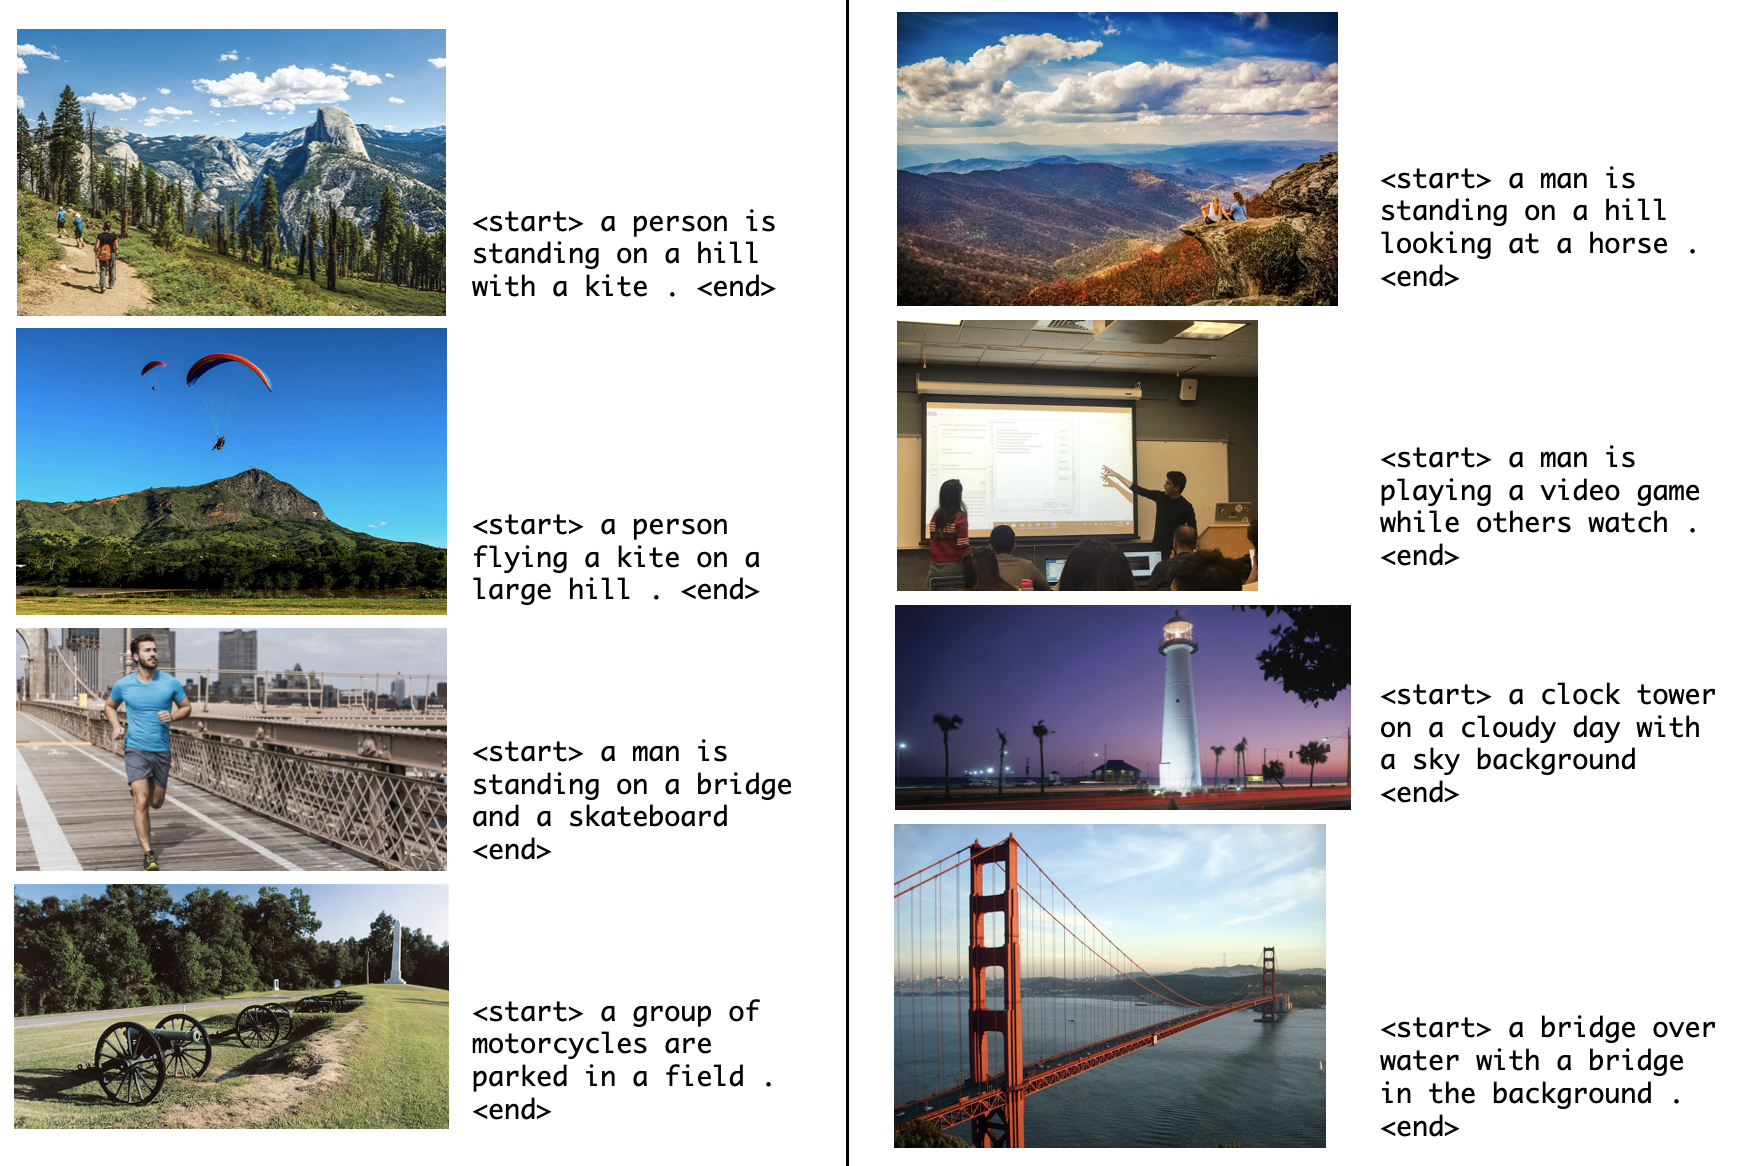 <start> a person is
standing on a hill
with a kite . <end>
<start> a person
flying a kite on a
large hill . <end>
<start> a man is
standing on a bridge
and a skateboard
<end>
<start> a group of
motorcycles are
parked in a field .
<end>
<start> a man is
standing on a hill
looking at a horse .
<end>
<start> a man is
playing a video game
while others watch .
<end>
<start> a clock tower
on a cloudy day with
a sky background
<end>
<start> a bridge over
water with a bridge
in the background .
<end>